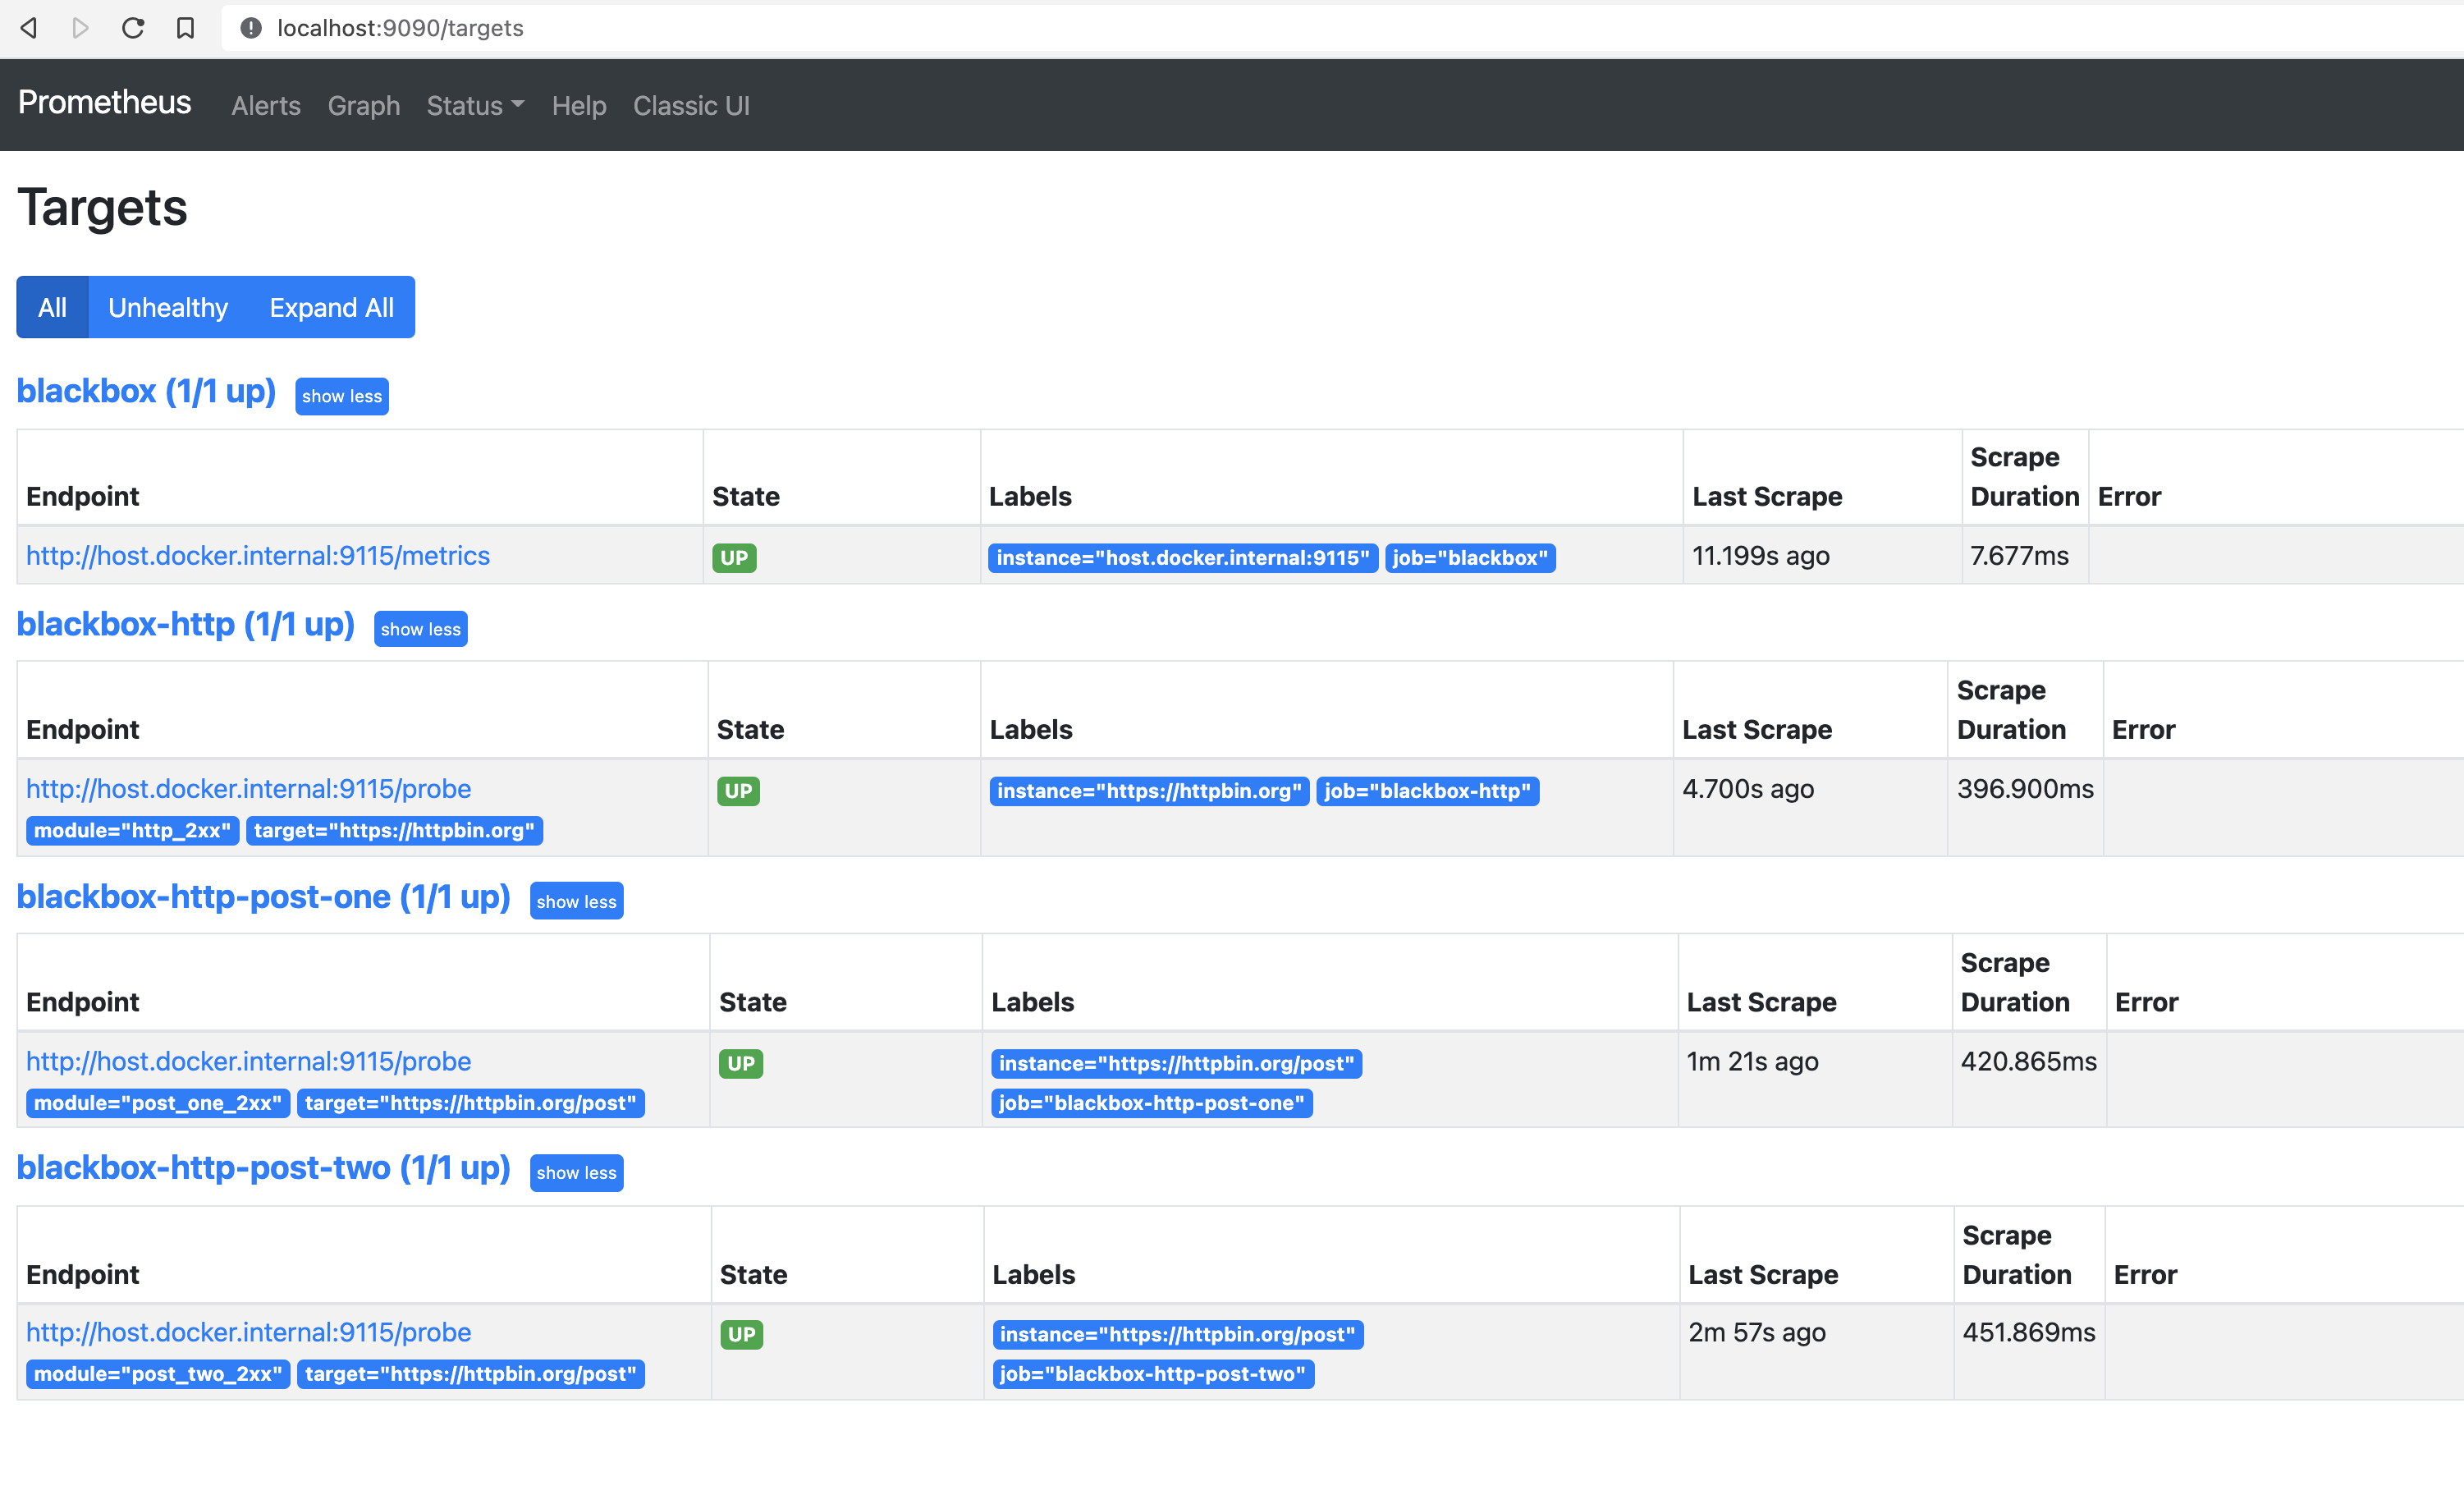 localhost:9090/targets
Prometheus Alerts Graph Status Help Classic UI
Targets
All Unhealthy Expand All
blackbox (1/1 up) show less
Endpoint State Labels Last Scrape Scrape Duration Error
http://host.docker.internal:9115/metrics UP instance="host.docker.internal:9115" job="blackbox" 11.199s ago 7.677ms
blackbox-http (1/1 up) show less
Endpoint State Labels Last Scrape Scrape Duration Error
http://host.docker.internal:9115/probe UP instance="https://httpbin.org" job="blackbox-http" 4.700s ago 396.900ms
module="http_2xx" target="https://httpbin.org"
blackbox-http-post-one (1/1 up) show less
Endpoint State Labels Last Scrape Scrape Duration Error
http://host.docker.internal:9115/probe UP instance="https://httpbin.org/post" 1m 21s ago 420.865ms
module="post_one_2xx" target="https://httpbin.org/post" job="blackbox-http-post-one"
blackbox-http-post-two (1/1 up) show less
Endpoint State Labels Last Scrape Scrape Duration Error
http://host.docker.internal:9115/probe UP instance="https://httpbin.org/post" 2m 57s ago 451.869ms
module="post_two_2xx" target="https://httpbin.org/post" job="blackbox-http-post-two"